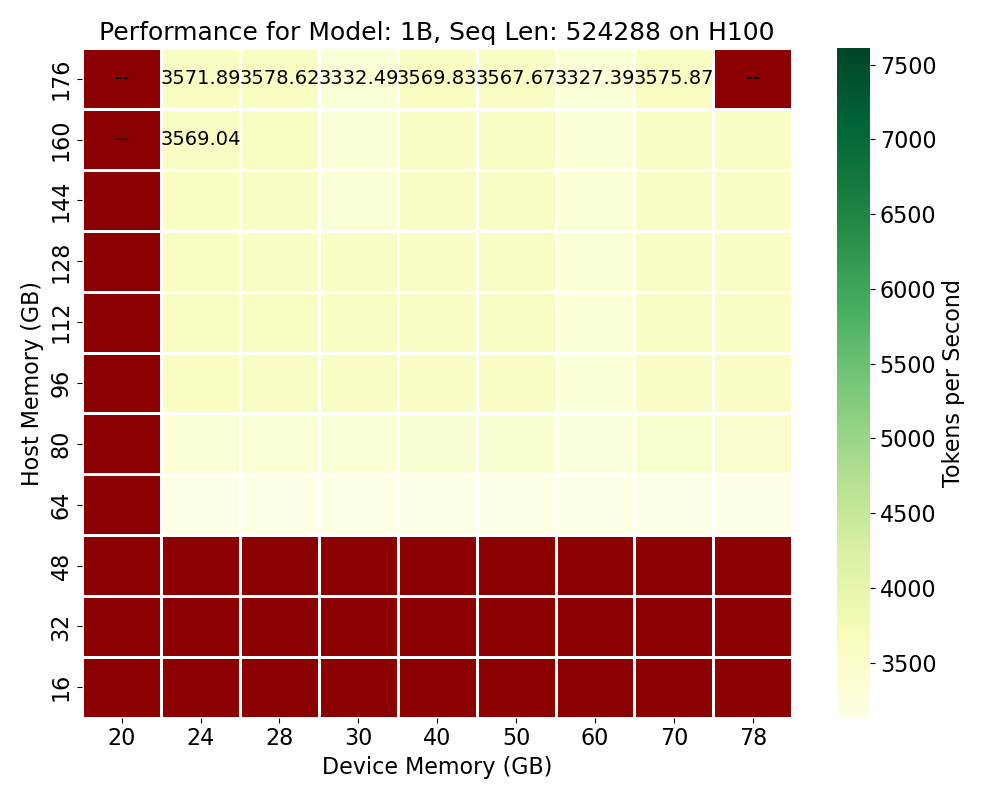 Performance for Model: 1B, Seq Len: 524288 on H100
176 -- 3571.89 3578.62 3332.49 3569.83 3567.67 3327.39 3575.87 --
160 -- 3569.04
144
128
112
96
80
64
48
32
16
Host Memory (GB)
20 24 28 30 40 50 60 70 78
Device Memory (GB)
7500
7000
6500
6000
5500
5000
4500
4000
3500
Tokens per Second